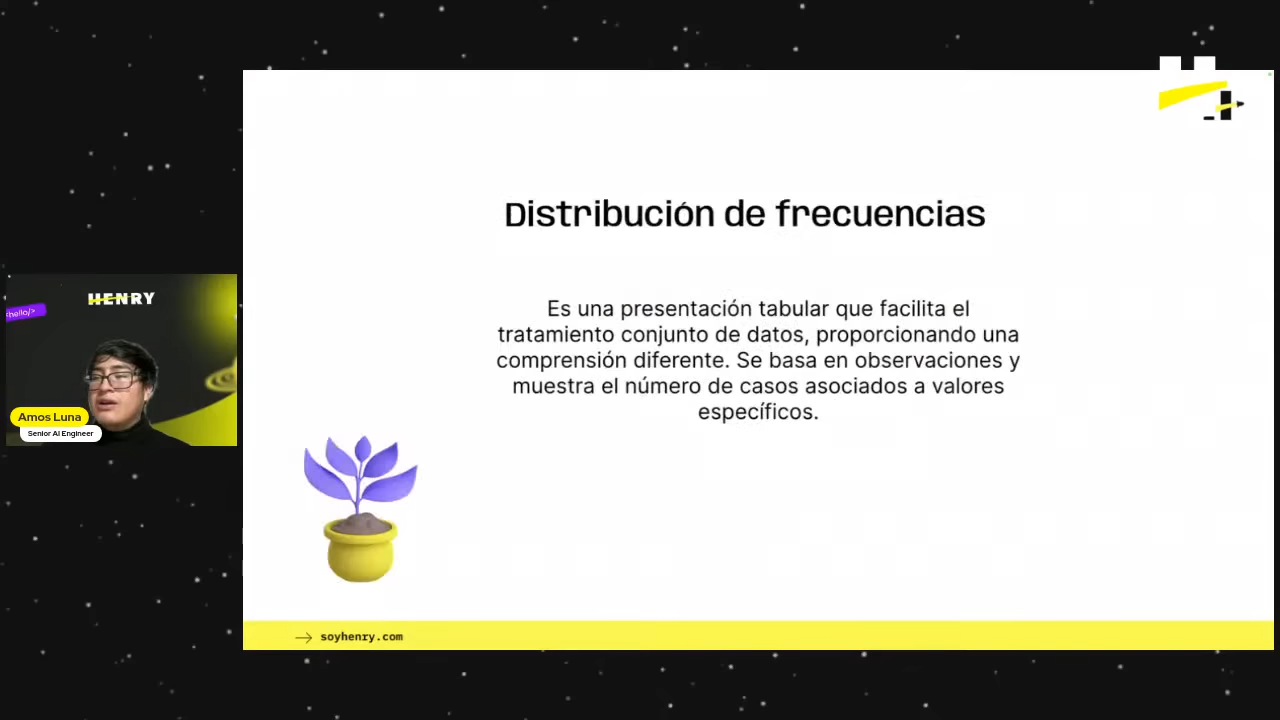 Distribución de frecuencias
Es una presentación tabular que facilita el
tratamiento conjunto de datos, proporcionando una
comprensión diferente. Se basa en observaciones y
muestra el número de casos asociados a valores
específicos.
HENRY
<hello/>
Amos Luna
Senior AI Engineer
soyhenry.com